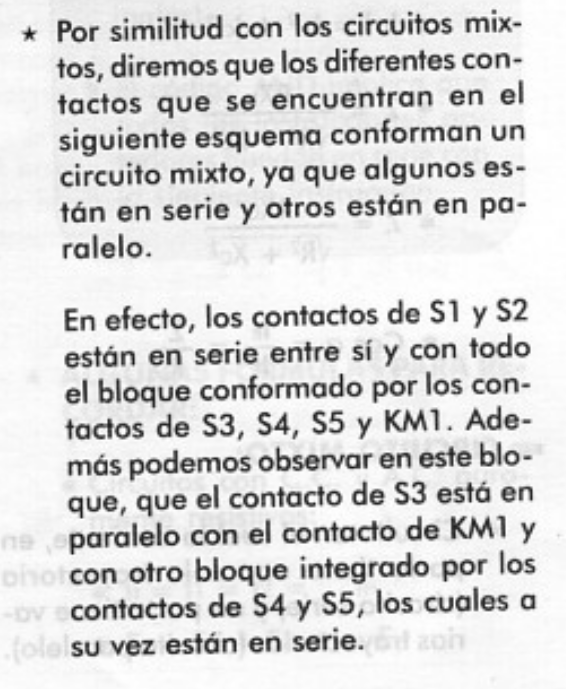 ★ Por similitud con los circuitos mix-
tos, diremos que los diferentes con-
tactos que se encuentran en el
siguiente esquema conforman un
circuito mixto, ya que algunos es-
tán en serie y otros están en pa-
ralelo.
En efecto, los contactos de S1 y S2
están en serie entre sí y con todo
el bloque conformado por los con-
tactos de S3, S4, S5 y KM1. Ade-
más podemos observar en este blo-
que, que el contacto de S3 está en
paralelo con el contacto de KM1 y
con otro bloque integrado por los
contactos de S4 y S5, los cuales a
su vez están en serie.